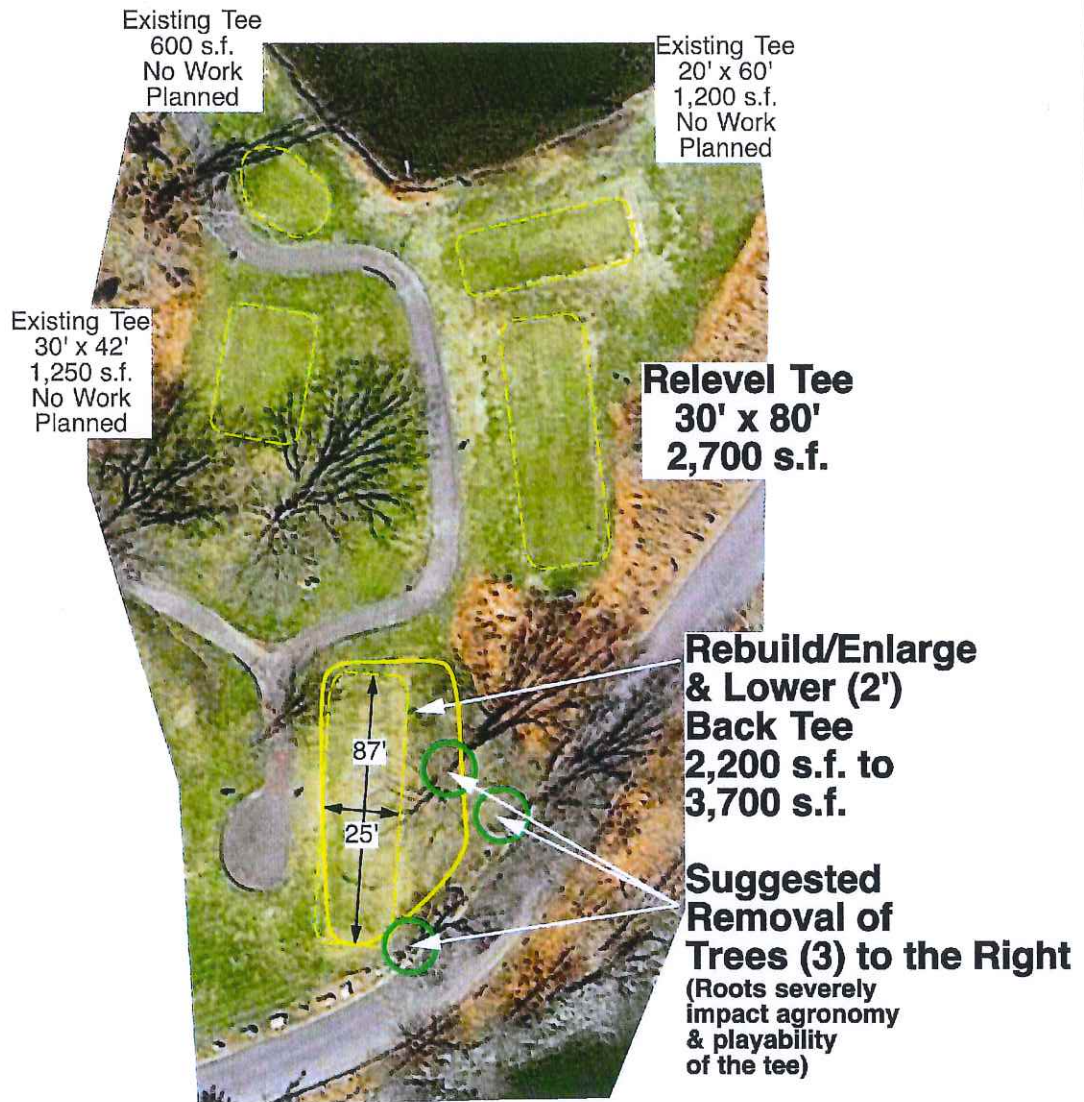 Existing Tee
600 s.f.
No Work
Planned
Existing Tee
20' x 60'
1,200 s.f.
No Work
Planned
Existing Tee
30' x 42'
1,250 s.f.
No Work
Planned
Relevel Tee
30' x 80'
2,700 s.f.
Rebuild/Enlarge
& Lower (2')
Back Tee
2,200 s.f. to
3,700 s.f.
87'
25'
Suggested
Removal of
Trees (3) to the Right
(Roots severely
impact agronomy
& playability
of the tee)